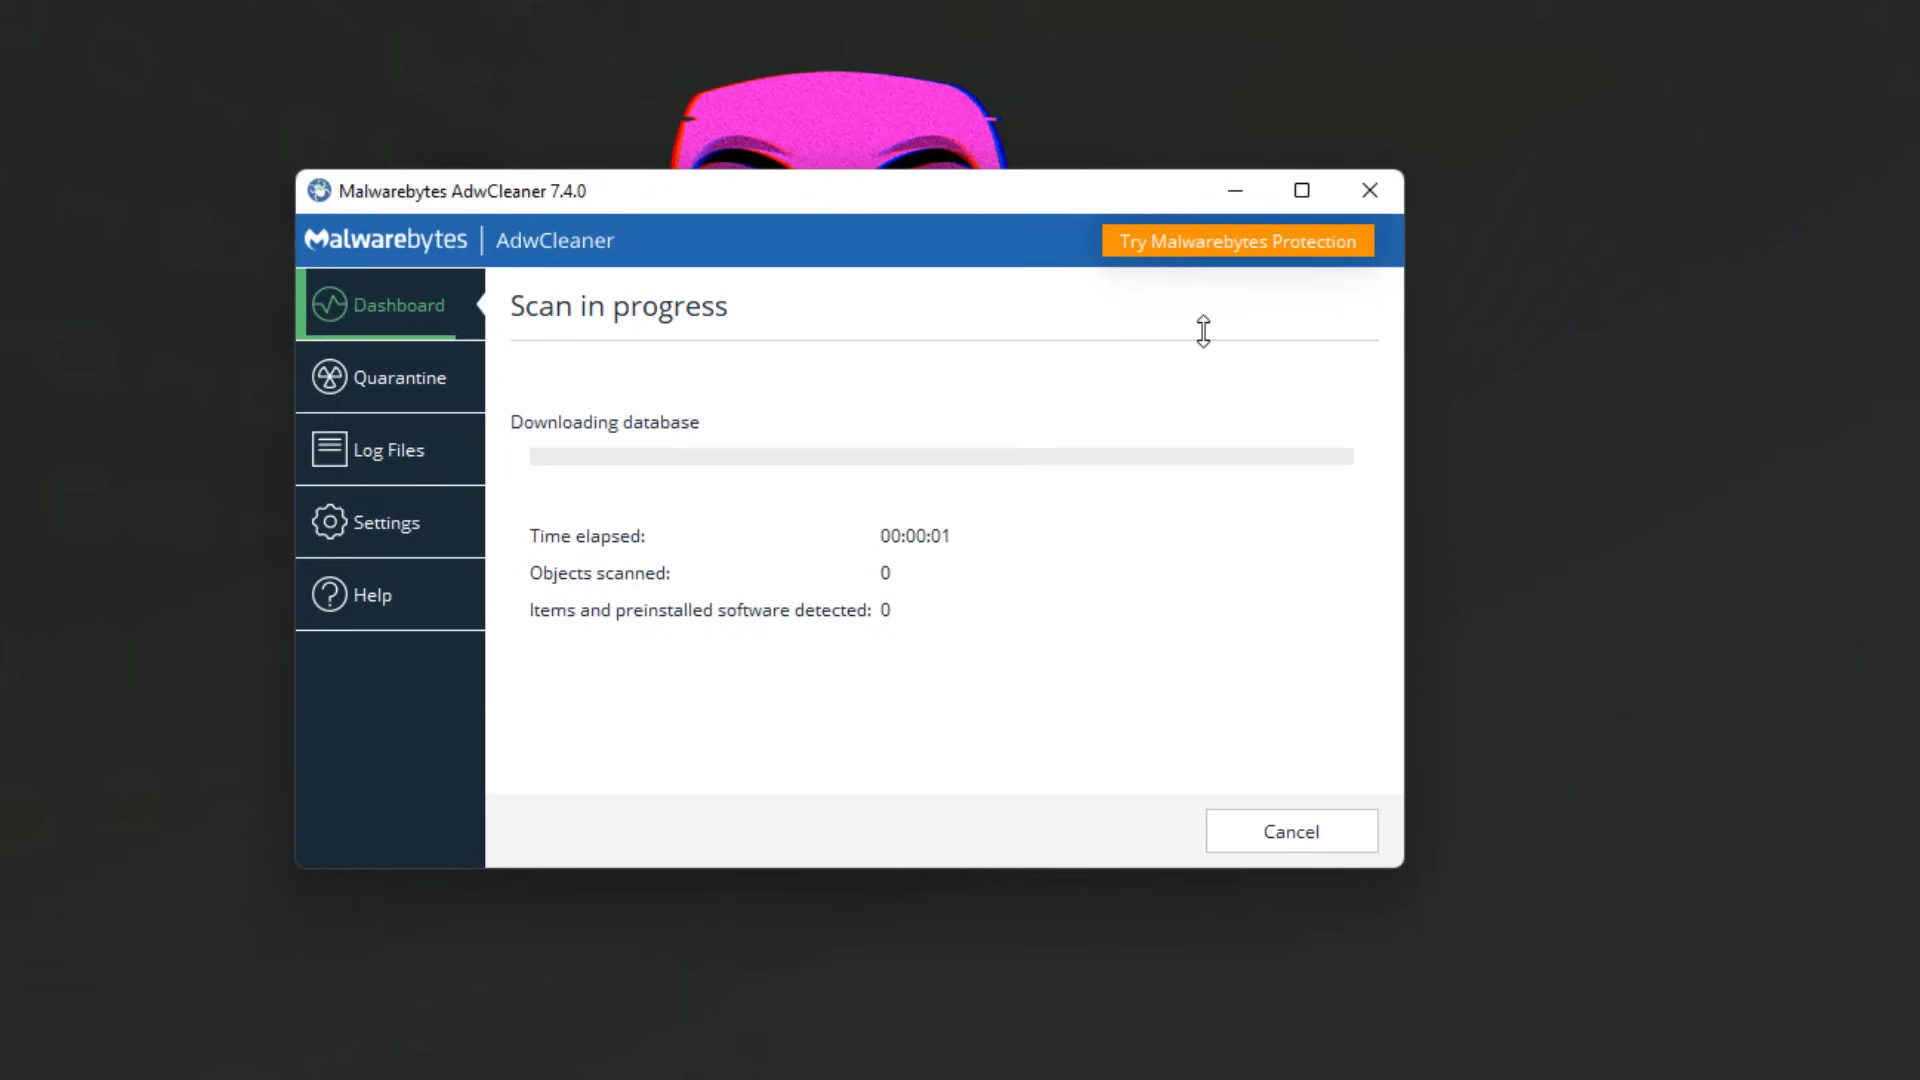 Malwarebytes AdwCleaner 7.4.0
Malwarebytes | AdwCleaner
Try Malwarebytes Protection
Dashboard
Quarantine
Log Files
Settings
Help
Scan in progress
Downloading database
Time elapsed: 00:00:01
Objects scanned: 0
Items and preinstalled software detected: 0
Cancel